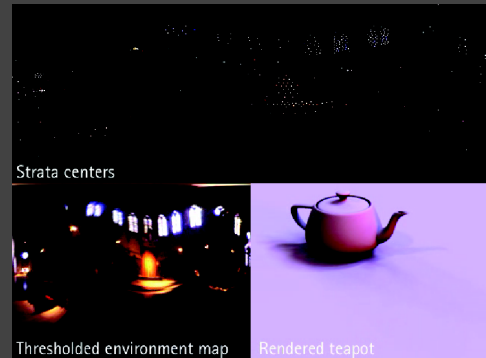 Strata centers
Thresholded environment map
Rendered teapot